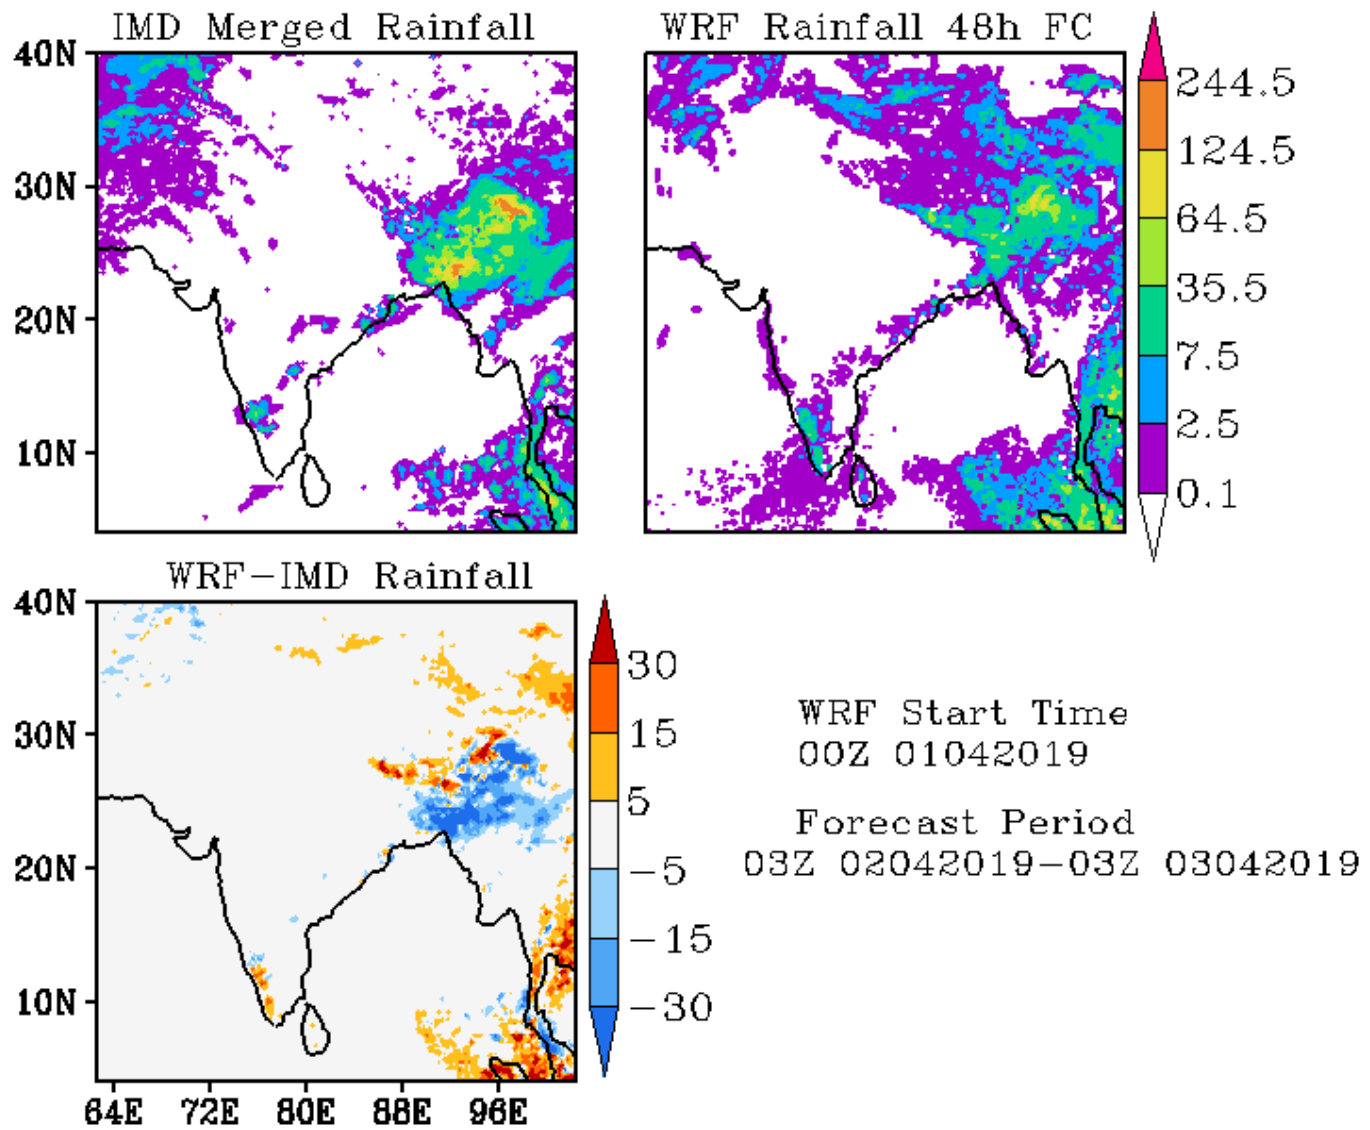 IMD Merged Rainfall
WRF Rainfall 48h FC
40N
30N
20N
10N
244.5
124.5
64.5
35.5
7.5
2.5
0.1
WRF-IMD Rainfall
40N
30N
20N
10N
64E 72E 80E 88E 96E
30
15
5
-5
-15
-30
WRF Start Time
00Z 01042019
Forecast Period
03Z 02042019-03Z 03042019